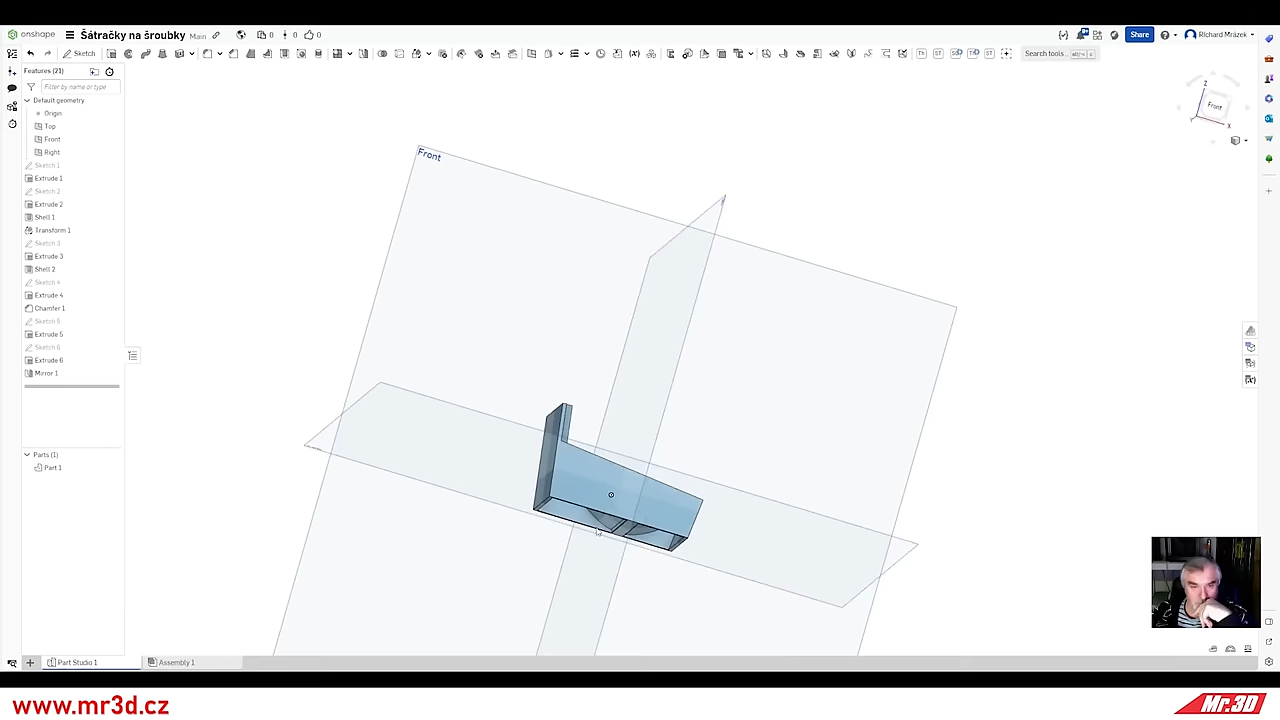 onshape Šátračky na šroubky Main 0 0 0 Share RIchard Mrázek
Sketch Search tools...
Features (21)
Filter by name or type
Default geometry
Origin
Top
Front
Right
Sketch 1
Extrude 1
Sketch 2
Extrude 2
Shell 1
Transform 1
Sketch 3
Extrude 3
Shell 2
Sketch 4
Extrude 4
Chamfer 1
Sketch 5
Extrude 5
Sketch 6
Extrude 6
Mirror 1
Parts (1)
Part 1
Front
Z
Front
X
Y
Part Studio 1 Assembly 1
www.mr3d.cz
Mr.3D